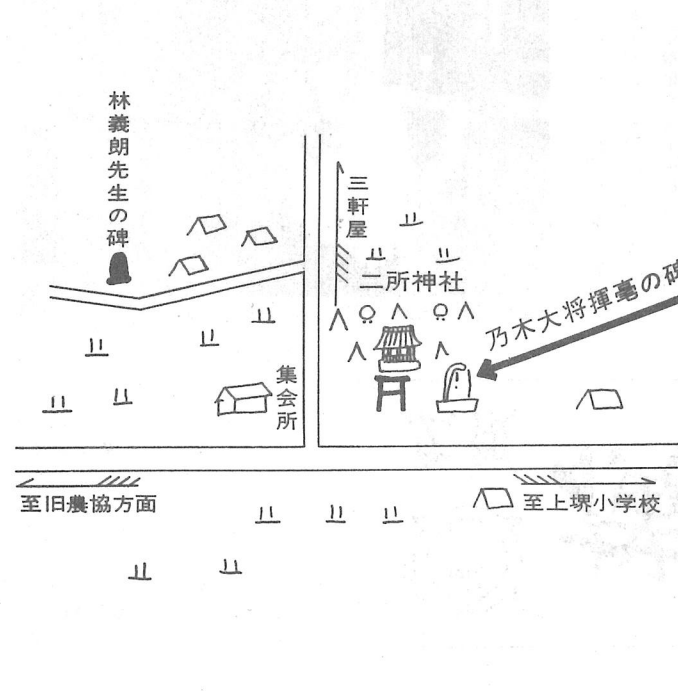 林義朗先生の碑
三軒屋
二所神社
乃木大将揮毫の碑
集会所
至旧農協方面
至上堺小学校